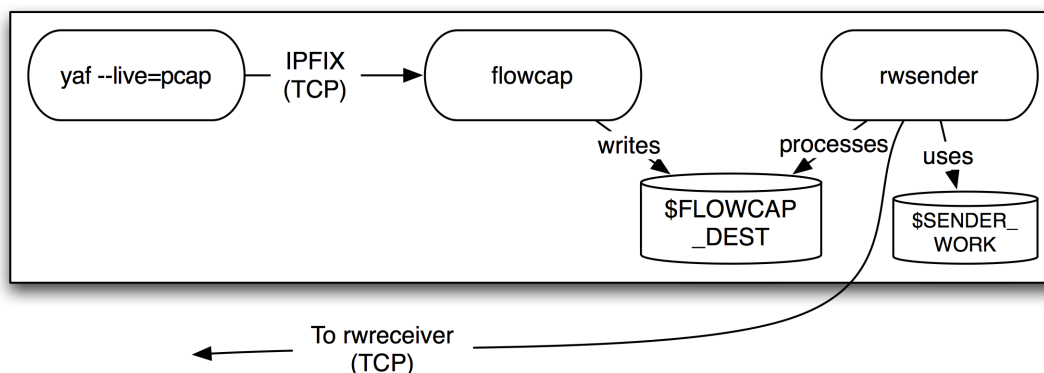 yaf --live=pcap
IPFIX
(TCP)
flowcap
rwsender
writes
processes
uses
$FLOWCAP
_DEST
$SENDER_
WORK
To rwreceiver
(TCP)